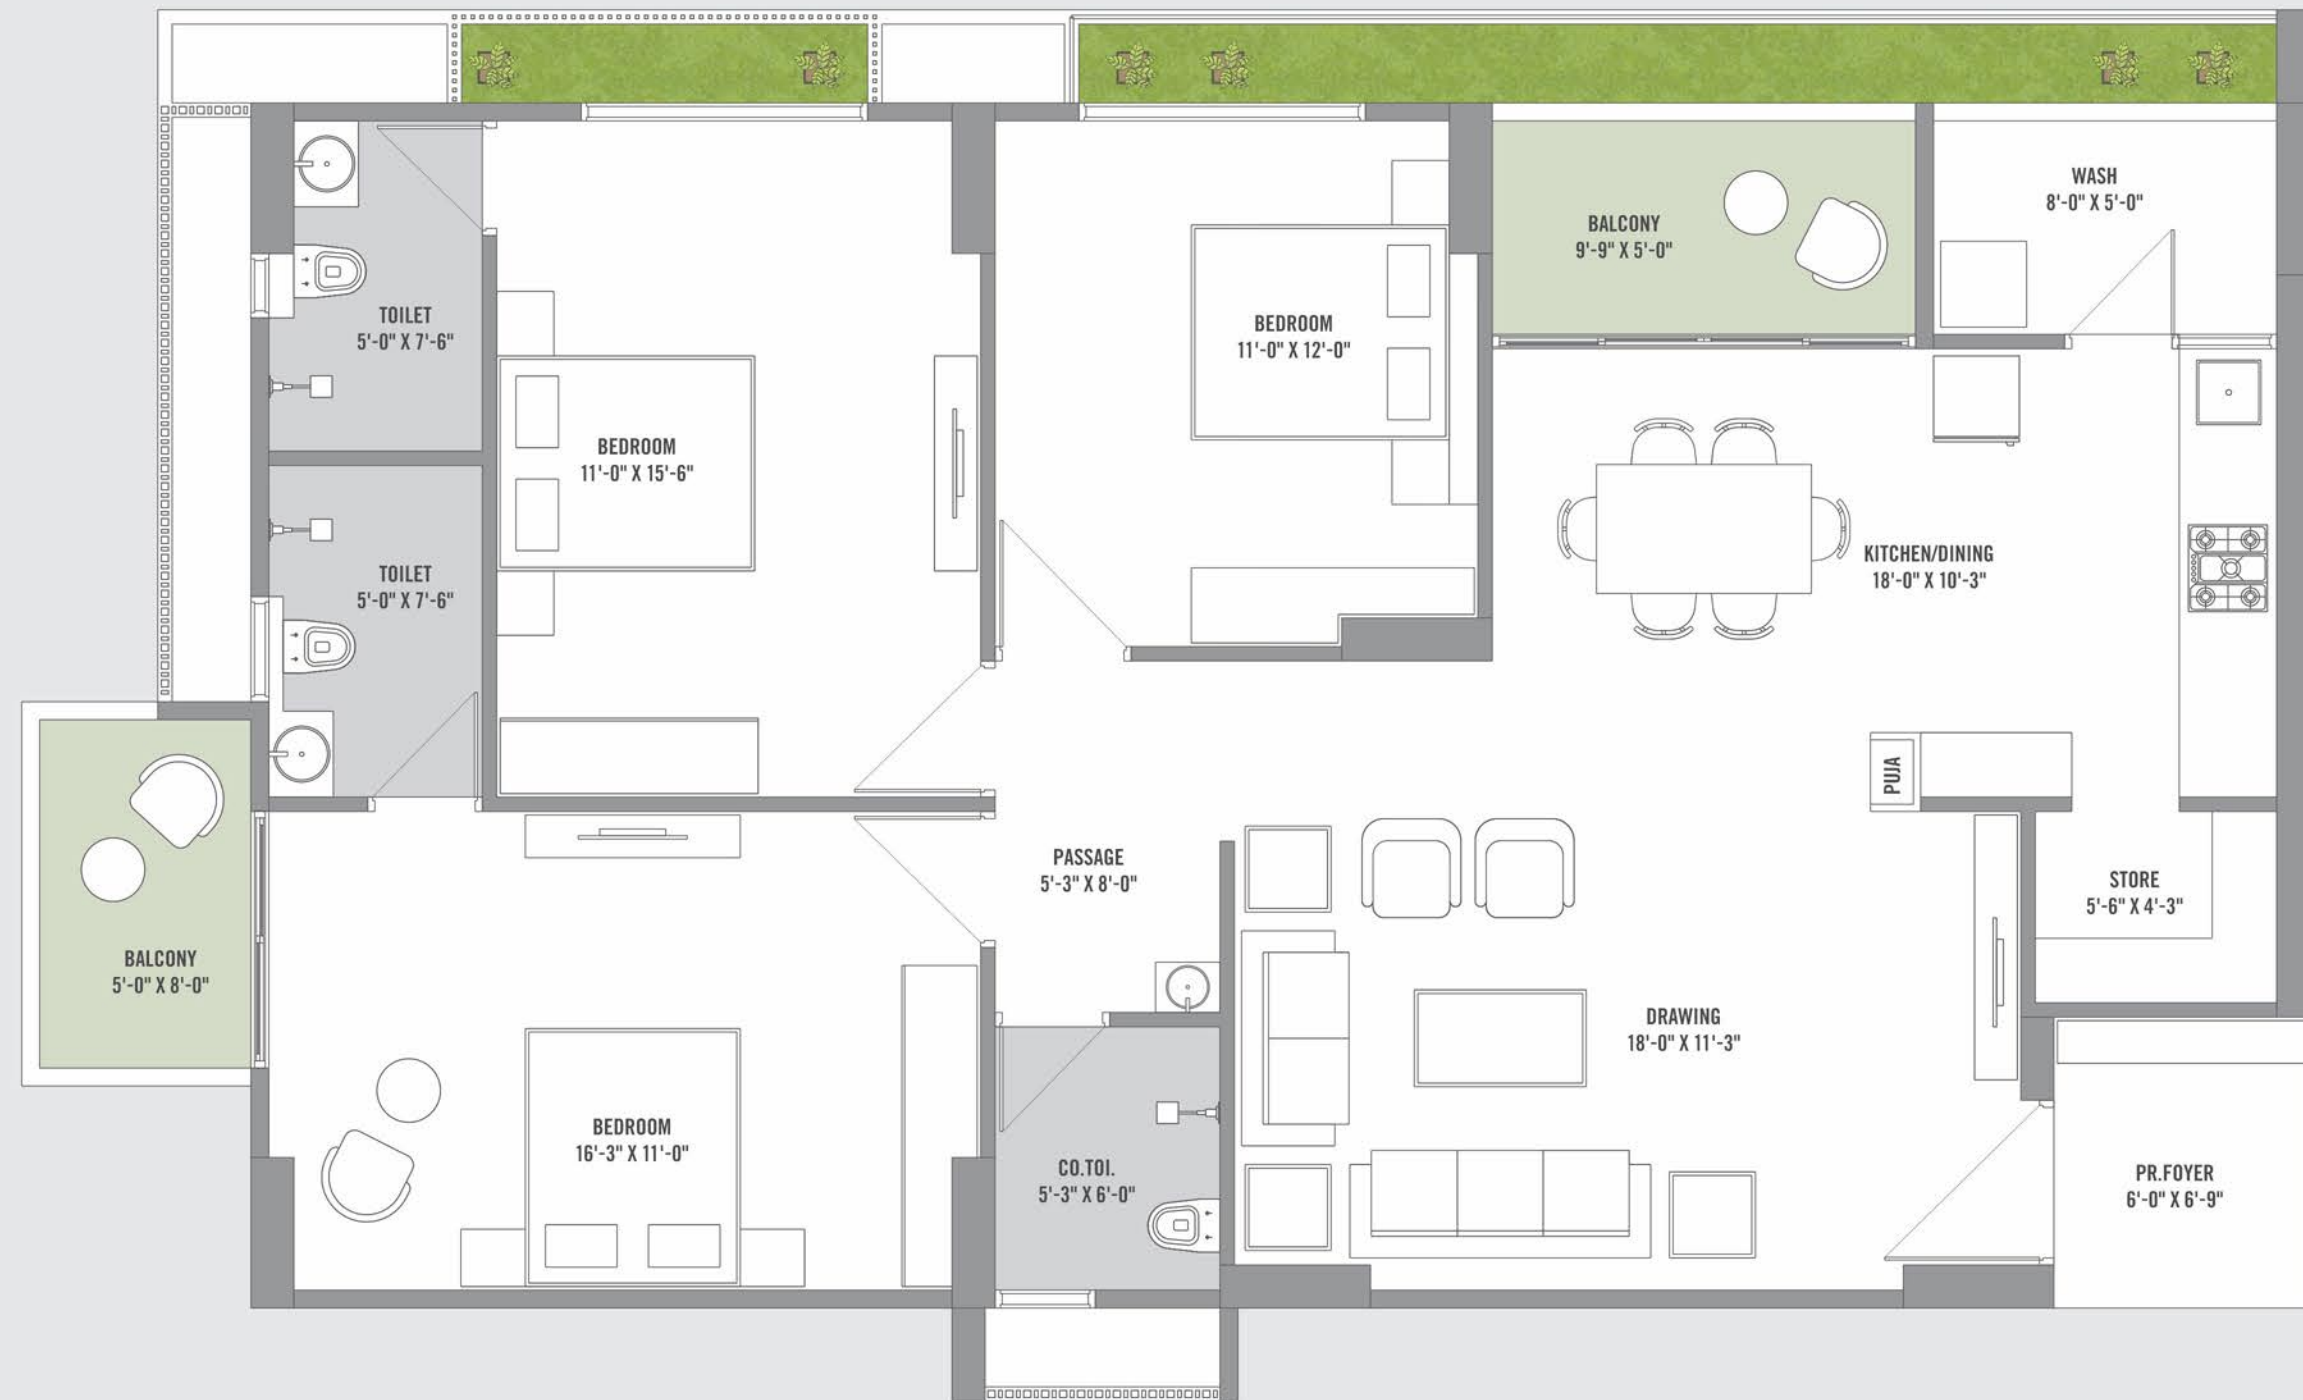 WASH
8'-0" X 5'-0"
BALCONY
9'-9" X 5'-0"
TOILET
5'-0" X 7'-6"
BEDROOM
11'-0" X 12'-0"
BEDROOM
11'-0" X 15'-6"
KITCHEN/DINING
18'-0" X 10'-3"
TOILET
5'-0" X 7'-6"
PUJA
PASSAGE
5'-3" X 8'-0"
STORE
5'-6" X 4'-3"
BALCONY
5'-0" X 8'-0"
DRAWING
18'-0" X 11'-3"
BEDROOM
16'-3" X 11'-0"
CO.TOI.
5'-3" X 6'-0"
PR.FOYER
6'-0" X 6'-9"